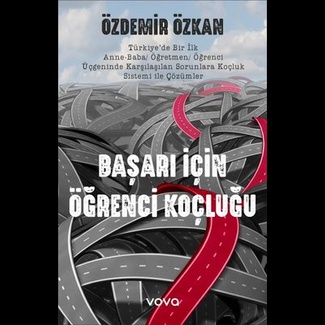 ÖZDEMİR ÖZKAN
Türkiye'de Bir İlk
Anne-Baba/ Öğretmen/ Öğrenci
Üçgeninde Karşılaşılan Sorunlara Koçluk
Sistemi ile Çözümler
BAŞARI İÇİN
ÖĞRENCİ KOÇLUĞU
vova